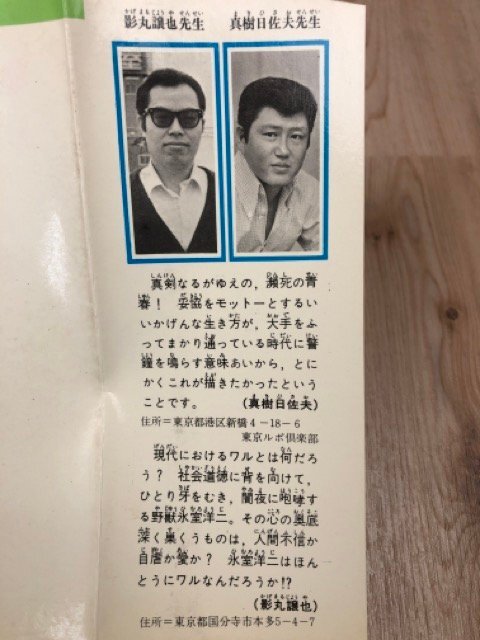 影丸譲也先生 真樹日佐夫先生
真剣なるがゆえの，瀕死の青
春！ 妥協をモットーとするい
いかげんな生き方が，大手をふ
ってまかり通っている時代に警
鐘を鳴らす意味あいから，とに
かくこれが描きたかったという
ことです。 (真樹日佐夫)
住所＝東京都港区新橋4－18－6
東京ルポ倶楽部
現代におけるワルとは何だろ
う？ 社会道徳に背を向けて，
ひとり牙をむき，闇夜に咆哮す
る野獣氷室洋二。その心の奥底
深く巣くうものは，人間不信か
自虐か愛か？ 氷室洋二はほん
とうにワルなんだろうか!?
(影丸譲也)
住所＝東京都国分寺市本多5－4－7